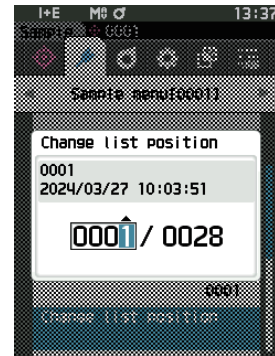 I+E M0 13:37
Sample 0001
Sample menu[0001]
Change list position
0001
2024/03/27 10:03:51
0001 / 0028
0001
Change list position